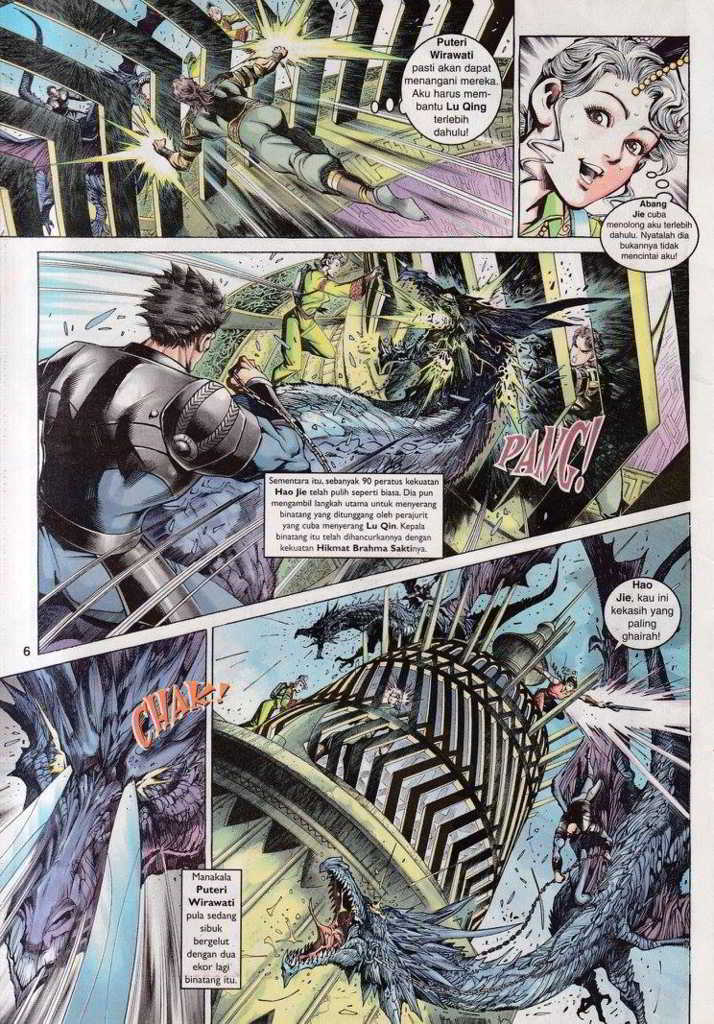 Puteri
Wirawati
pasti akan dapat
menangani mereka.
Aku harus mem-
bantu Lu Qing
terlebih
dahulu!
Abang
Jie cuba
menolong aku terlebih
dahulu. Nyatalah dia
bukannya tidak
mencintai aku!
PANG!
Sementara itu, sebanyak 90 peratus kekuatan
Hao Jie telah pulih seperti biasa. Dia pun
mengambil langkah utama untuk menyerang
binatang yang ditunggang oleh perajurit
yang cuba menyerang Lu Qin. Kepala
binatang itu telah dihancurkannya dengan
kekuatan Hikmat Brahma Saktinya.
Hao
Jie, kau ini
kekasih yang
paling
ghairah!
6
CHAK!
Manakala
Puteri
Wirawati
pula sedang
sibuk
bergelut
dengan dua
ekor lagi
binatang itu.